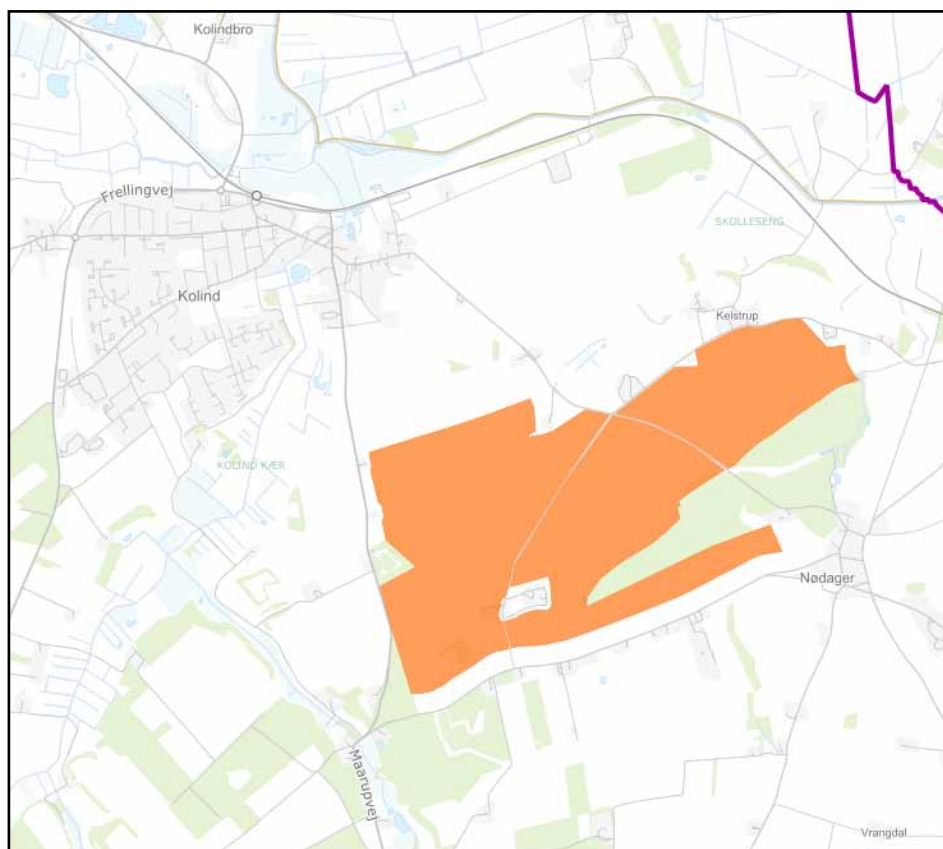 Kolindbro
Frellingvej
SKOLLESENG
Kolind
Kelstrup
KOLIND KÆR
Nødager
Maarupvej
Vrangdal